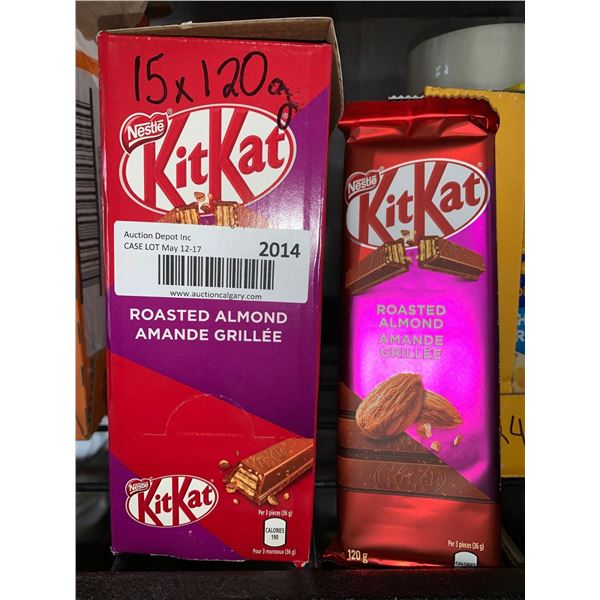 15 x 120 g
Nestlé
KitKat
Auction Depot Inc
CASE LOT May 12-17
2014
www.auctioncalgary.com
ROASTED ALMOND
AMANDE GRILLÉE
Nestlé
KitKat
Per 3 pieces (36 g)
CALORIES
190
Pour 3 morceaux (36 g)
Nestlé
KitKat
ROASTED
ALMOND
AMANDE
GRILLÉE
120 g
Per 3 pieces (36 g)
CALORIES